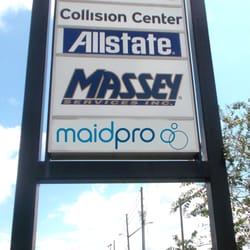 Collision Center
Allstate.
MASSEY
SERVICES INC.
maidpro